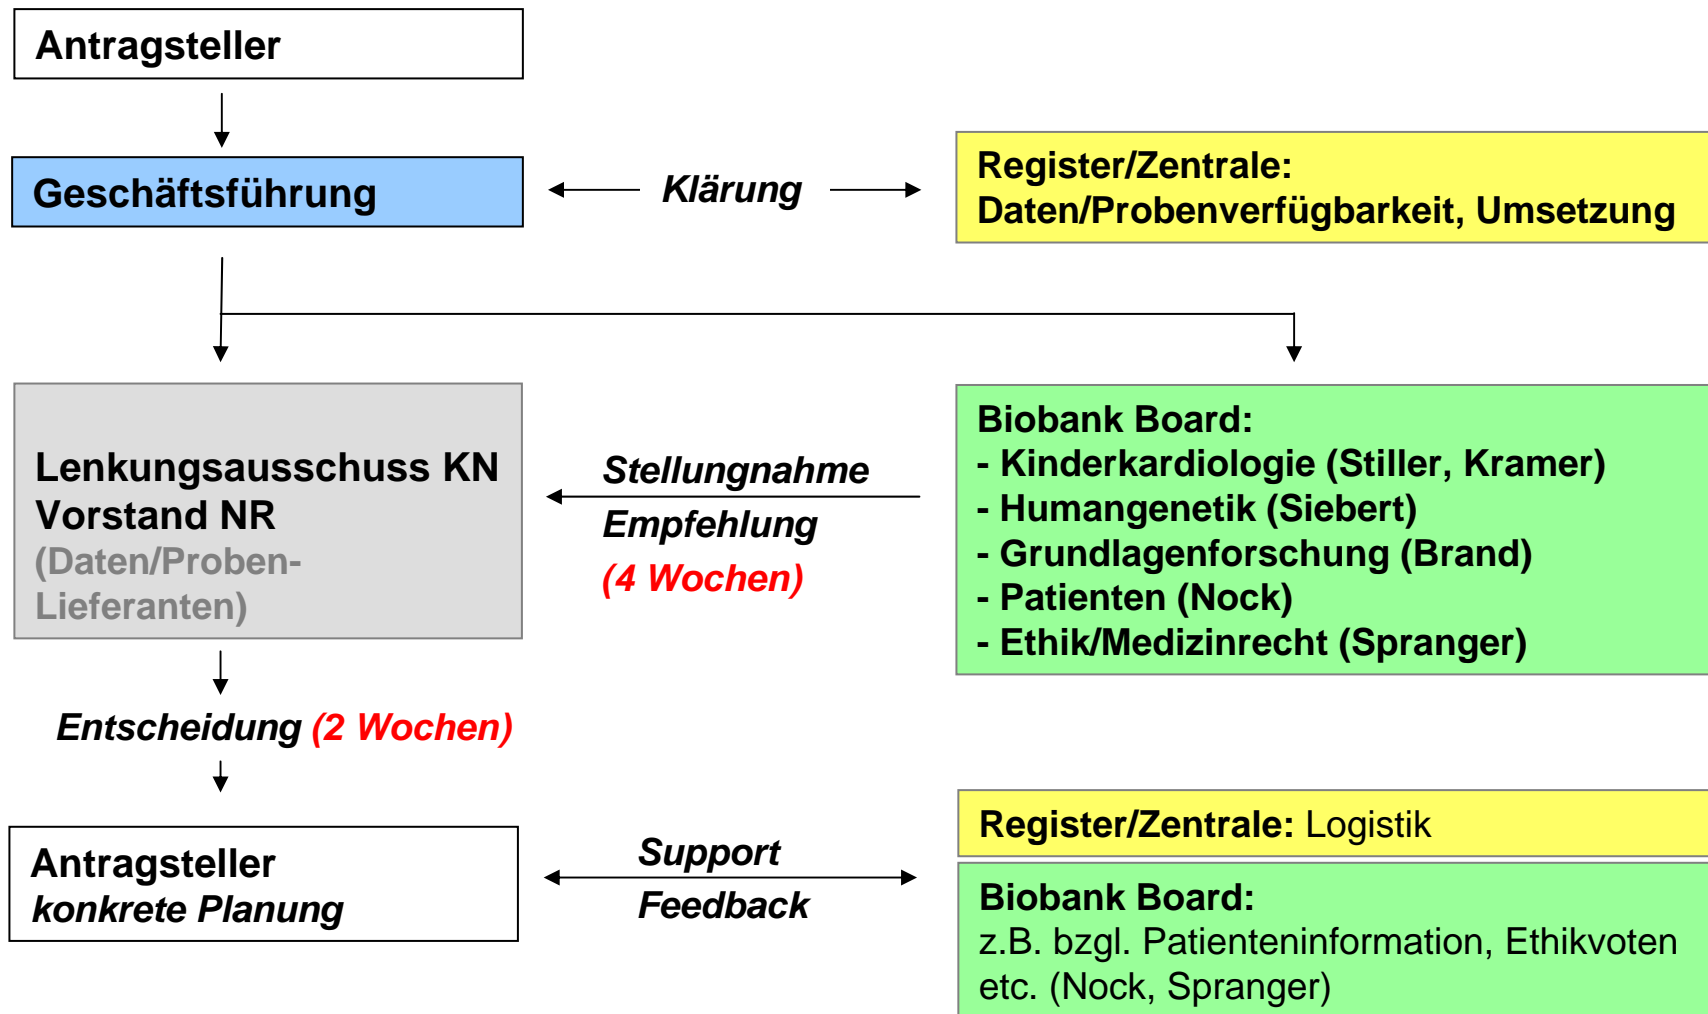 Antragsteller
Geschäftsführung
Klärung
Register/Zentrale:
Daten/Probenverfügbarkeit, Umsetzung
Lenkungsausschuss KN
Vorstand NR
(Daten/Proben-
Lieferanten)
Stellungnahme
Empfehlung
(4 Wochen)
Biobank Board:
- Kinderkardiologie (Stiller, Kramer)
- Humangenetik (Siebert)
- Grundlagenforschung (Brand)
- Patienten (Nock)
- Ethik/Medizinrecht (Spranger)
Entscheidung (2 Wochen)
Antragsteller
konkrete Planung
Support
Feedback
Register/Zentrale: Logistik
Biobank Board:
z.B. bzgl. Patienteninformation, Ethikvoten
etc. (Nock, Spranger)